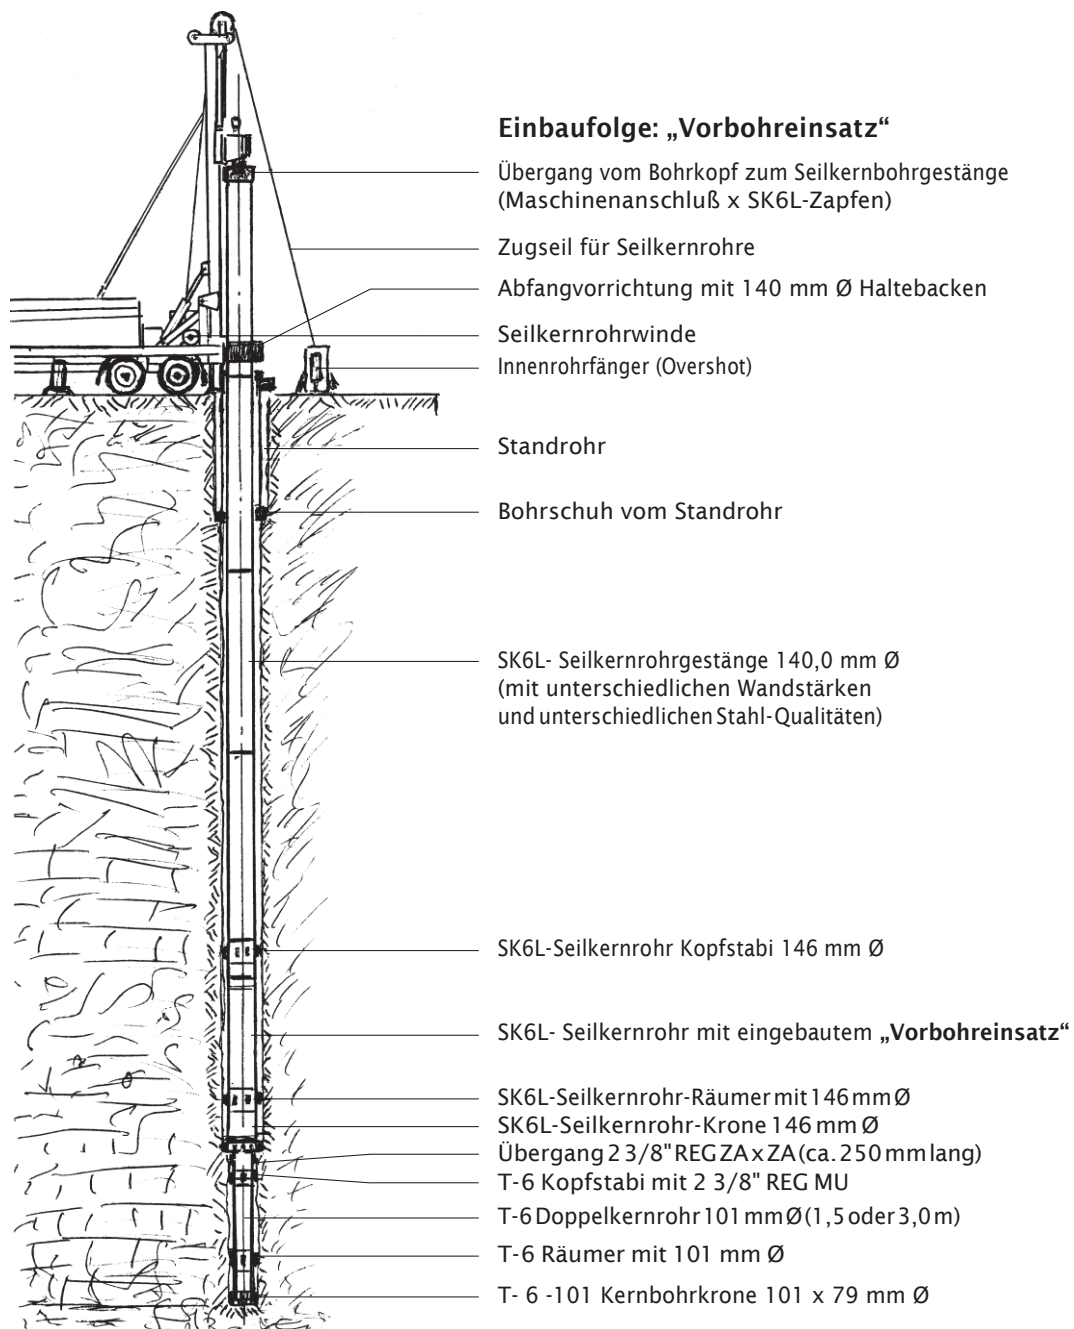 Einbaufolge: „Vorbohreinsatz“
Übergang vom Bohrkopf zum Seilkernbohrgestänge
(Maschinenanschluß x SK6L-Zapfen)
Zugseil für Seilkernrohre
Abfangvorrichtung mit 140 mm Ø Haltebacken
Seilkernrohrwinde
Innenrohrfänger (Overshot)
Standrohr
Bohrschuh vom Standrohr
SK6L- Seilkernrohrgestänge 140,0 mm Ø
(mit unterschiedlichen Wandstärken
und unterschiedlichen Stahl-Qualitäten)
SK6L-Seilkernrohr Kopfstabi 146 mm Ø
SK6L- Seilkernrohr mit eingebautem „Vorbohreinsatz“
SK6L-Seilkernrohr-Räumer mit 146 mm Ø
SK6L-Seilkernrohr-Krone 146 mm Ø
Übergang 2 3/8" REG ZA x ZA (ca. 250 mm lang)
T-6 Kopfstabi mit 2 3/8" REG MU
T-6 Doppelkernrohr 101 mm Ø (1,5 oder 3,0 m)
T-6 Räumer mit 101 mm Ø
T- 6 -101 Kernbohrkrone 101 x 79 mm Ø